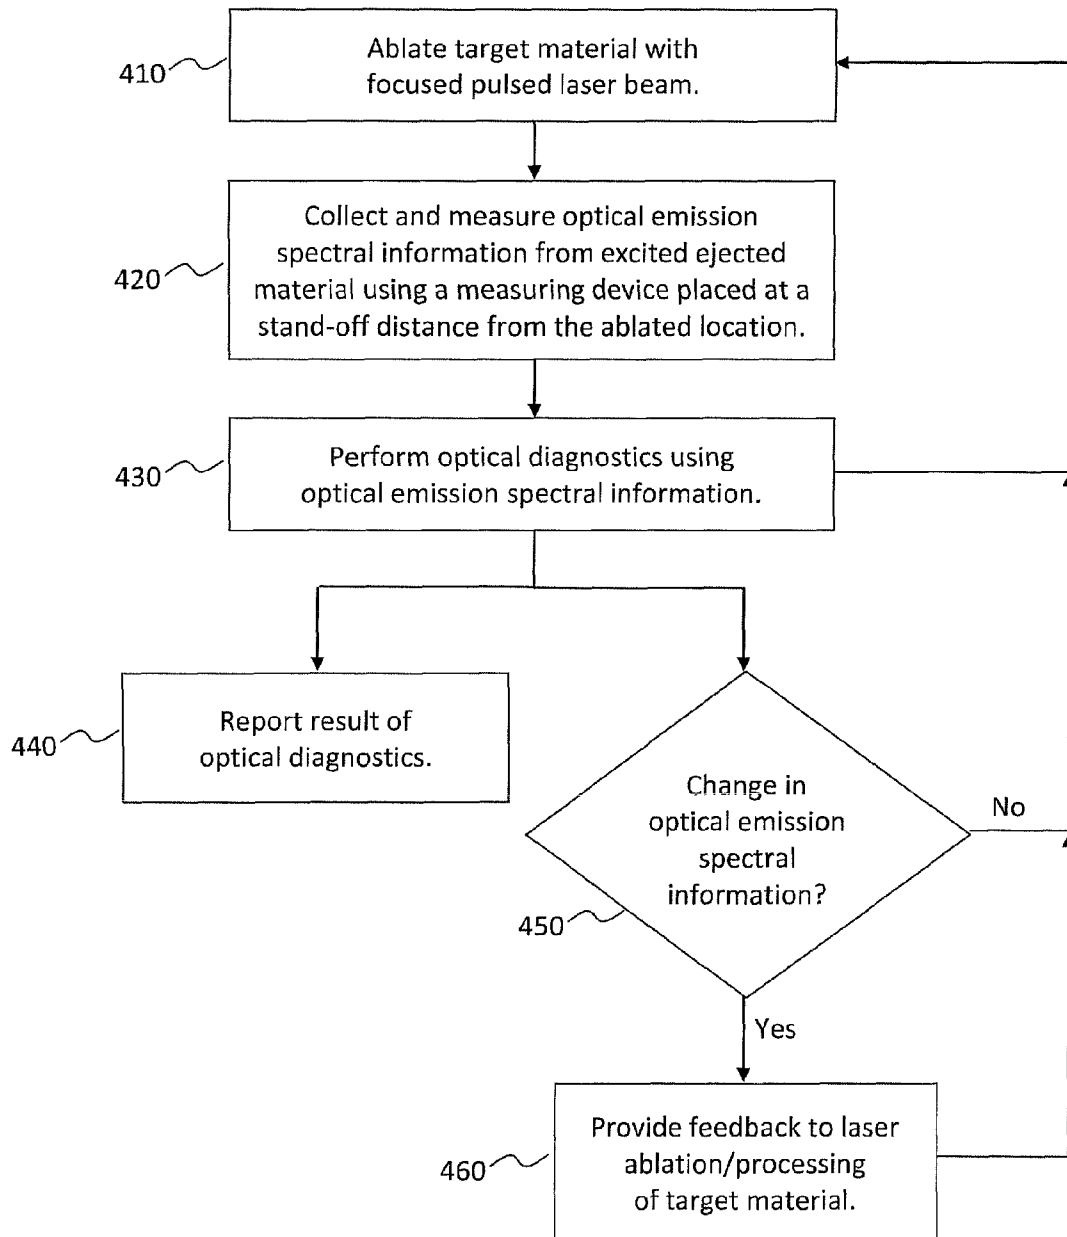 410
Ablate target material with
focused pulsed laser beam.
420
Collect and measure optical emission
spectral information from excited ejected
material using a measuring device placed at a
stand-off distance from the ablated location.
430
Perform optical diagnostics using
optical emission spectral information.
440
Report result of
optical diagnostics.
450
Change in
optical emission
spectral
information?
No
Yes
460
Provide feedback to laser
ablation/processing
of target material.